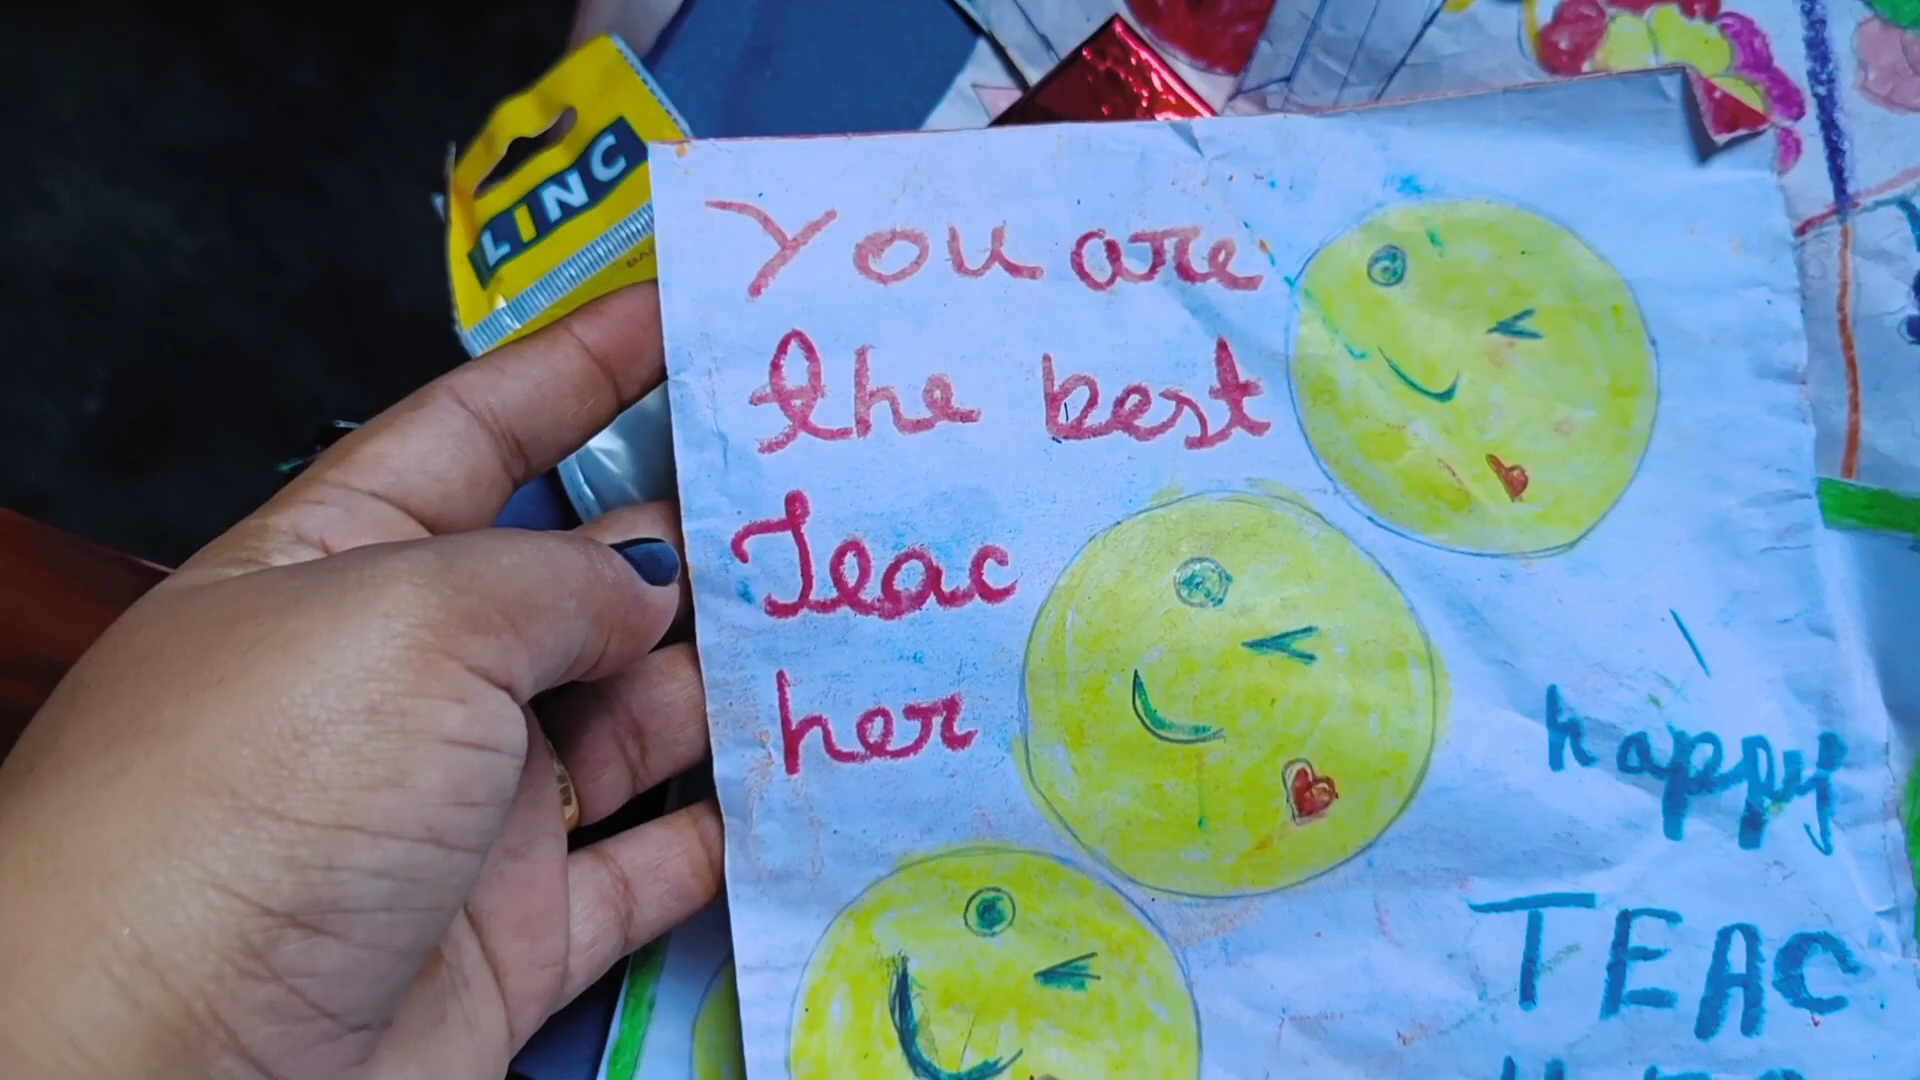 LINC
You are
the best
Teac
her
happy
TEAC